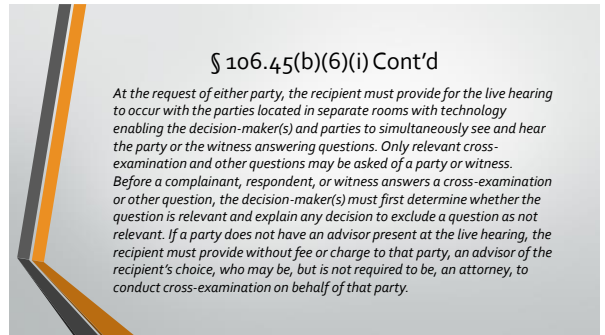 § 106.45(b)(6)(i) Cont'd
At the request of either party, the recipient must provide for the live hearing
to occur with the parties located in separate rooms with technology
enabling the decision-maker(s) and parties to simultaneously see and hear
the party or the witness answering questions. Only relevant cross-
examination and other questions may be asked of a party or witness.
Before a complainant, respondent, or witness answers a cross-examination
or other question, the decision-maker(s) must first determine whether the
question is relevant and explain any decision to exclude a question as not
relevant. If a party does not have an advisor present at the live hearing, the
recipient must provide without fee or charge to that party, an advisor of the
recipient's choice, who may be, but is not required to be, an attorney, to
conduct cross-examination on behalf of that party.